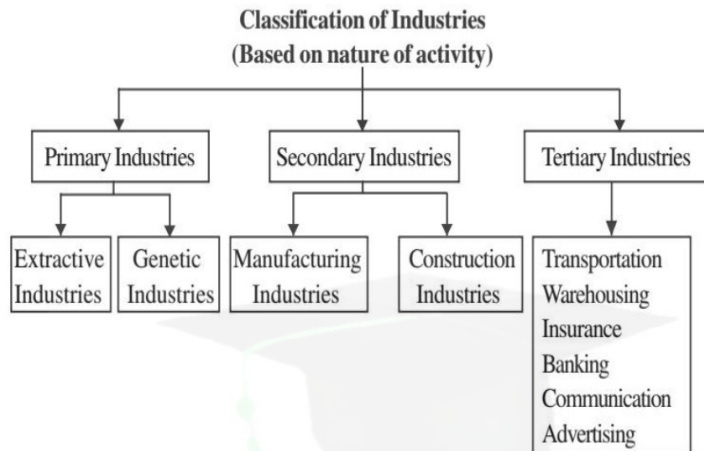 Classification of Industries
(Based on nature of activity)
Primary Industries
Secondary Industries
Tertiary Industries
Extractive
Industries
Genetic
Industries
Manufacturing
Industries
Construction
Industries
Transportation
Warehousing
Insurance
Banking
Communication
Advertising